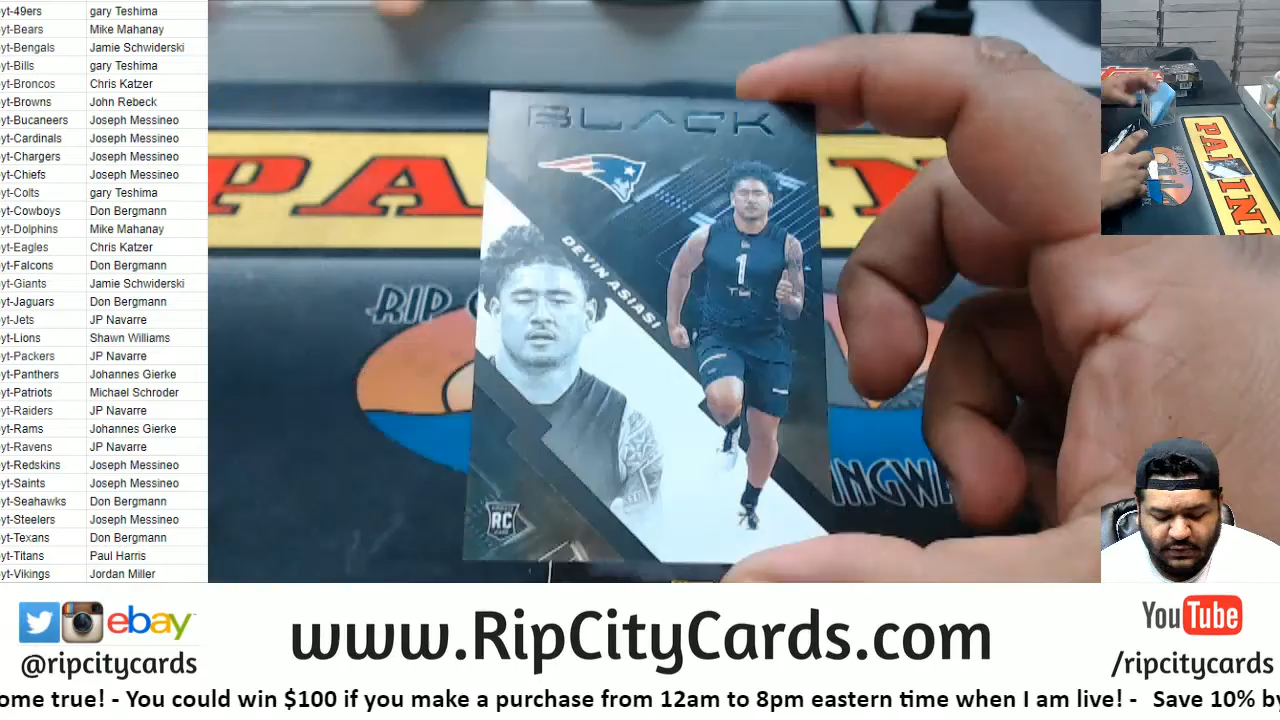 yt-49ers gary Teshima
yt-Bears Mike Mahanay
yt-Bengals Jamie Schwiderski
yt-Bills gary Teshima
yt-Broncos Chris Katzer
yt-Browns John Rebeck
yt-Bucaneers Joseph Messineo
yt-Cardinals Joseph Messineo
yt-Chargers Joseph Messineo
yt-Chiefs Joseph Messineo
yt-Colts gary Teshima
yt-Cowboys Don Bergmann
yt-Dolphins Mike Mahanay
yt-Eagles Chris Katzer
yt-Falcons Don Bergmann
yt-Giants Jamie Schwiderski
yt-Jaguars Don Bergmann
yt-Jets JP Navarre
yt-Lions Shawn Williams
yt-Packers JP Navarre
yt-Panthers Johannes Gierke
yt-Patriots Michael Schroder
yt-Raiders JP Navarre
yt-Rams Johannes Gierke
yt-Ravens JP Navarre
yt-Redskins Joseph Messineo
yt-Saints Joseph Messineo
yt-Seahawks Don Bergmann
yt-Steelers Joseph Messineo
yt-Texans Don Bergmann
yt-Titans Paul Harris
yt-Vikings Jordan Miller
BLACK
DEVIN ASIASI
1
RC
PANINI
RIP
INGW
PANINI
ebay
@ripcitycards
www.RipCityCards.com
YouTube
/ripcitycards
ome true! - You could win $100 if you make a purchase from 12am to 8pm eastern time when I am live! - Save 10% by